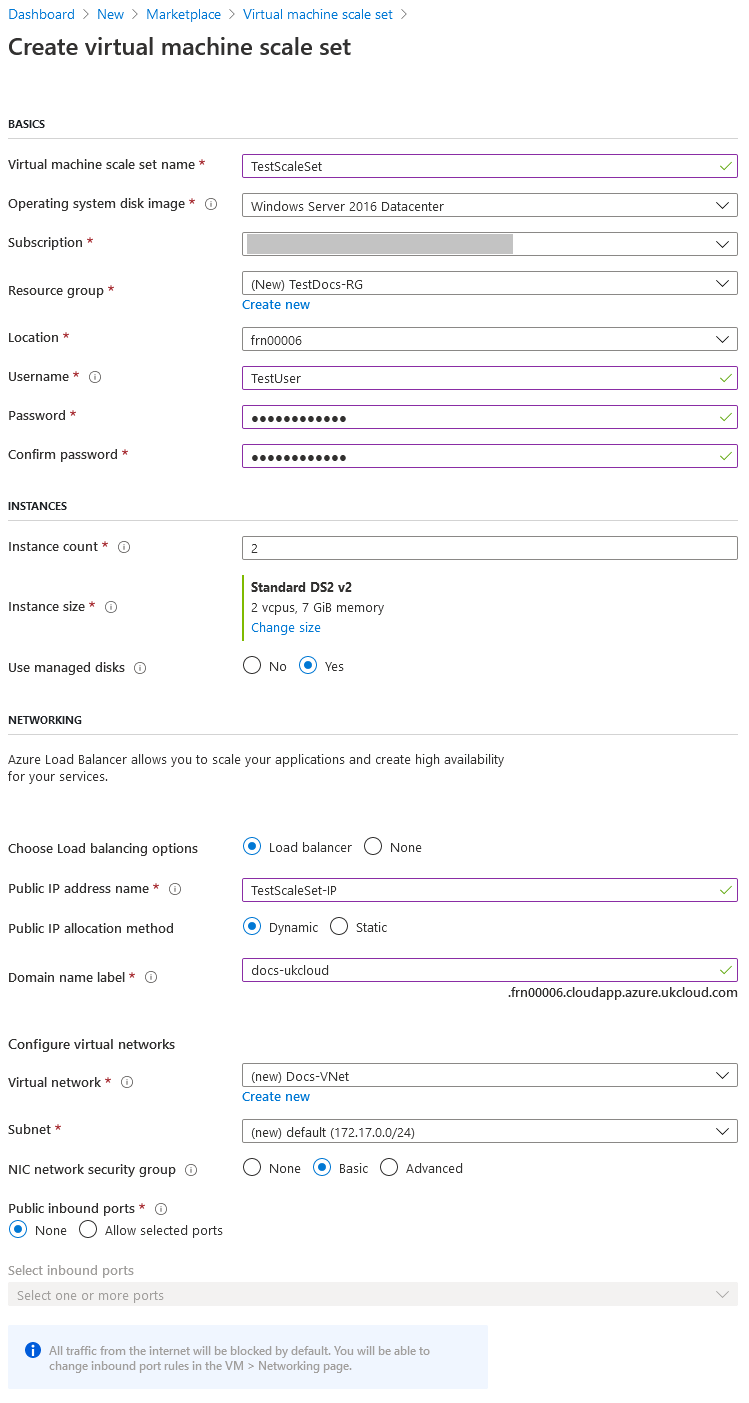 Dashboard > New > Marketplace > Virtual machine scale set >
Create virtual machine scale set
BASICS
Virtual machine scale set name * TestScaleSet
Operating system disk image * Windows Server 2016 Datacenter
Subscription *
Resource group * (New) TestDocs-RG
Create new
Location * frn00006
Username * TestUser
Password * ●●●●●●●●●●●●
Confirm password * ●●●●●●●●●●●●
INSTANCES
Instance count * 2
Instance size * Standard DS2 v2
2 vcpus, 7 GiB memory
Change size
Use managed disks No Yes
NETWORKING
Azure Load Balancer allows you to scale your applications and create high availability
for your services.
Choose Load balancing options Load balancer None
Public IP address name * TestScaleSet-IP
Public IP allocation method Dynamic Static
Domain name label * docs-ukcloud
.frn00006.cloudapp.azure.ukcloud.com
Configure virtual networks
Virtual network * (new) Docs-VNet
Create new
Subnet * (new) default (172.17.0.0/24)
NIC network security group None Basic Advanced
Public inbound ports *
None Allow selected ports
Select inbound ports
Select one or more ports
All traffic from the internet will be blocked by default. You will be able to
change inbound port rules in the VM > Networking page.